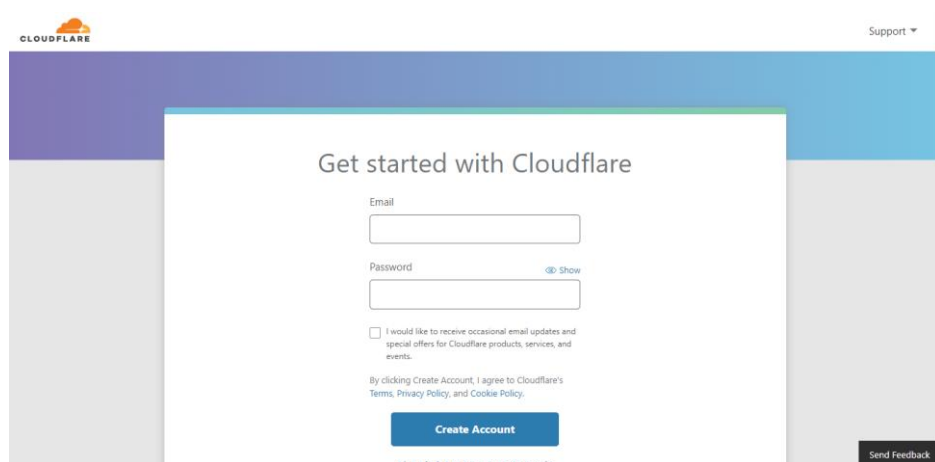 CLOUDFLARE
Support
Get started with Cloudflare
Email
Password
Show
I would like to receive occasional email updates and
special offers for Cloudflare products, services, and
events.
By clicking Create Account, I agree to Cloudflare's
Terms, Privacy Policy, and Cookie Policy.
Create Account
Send Feedback